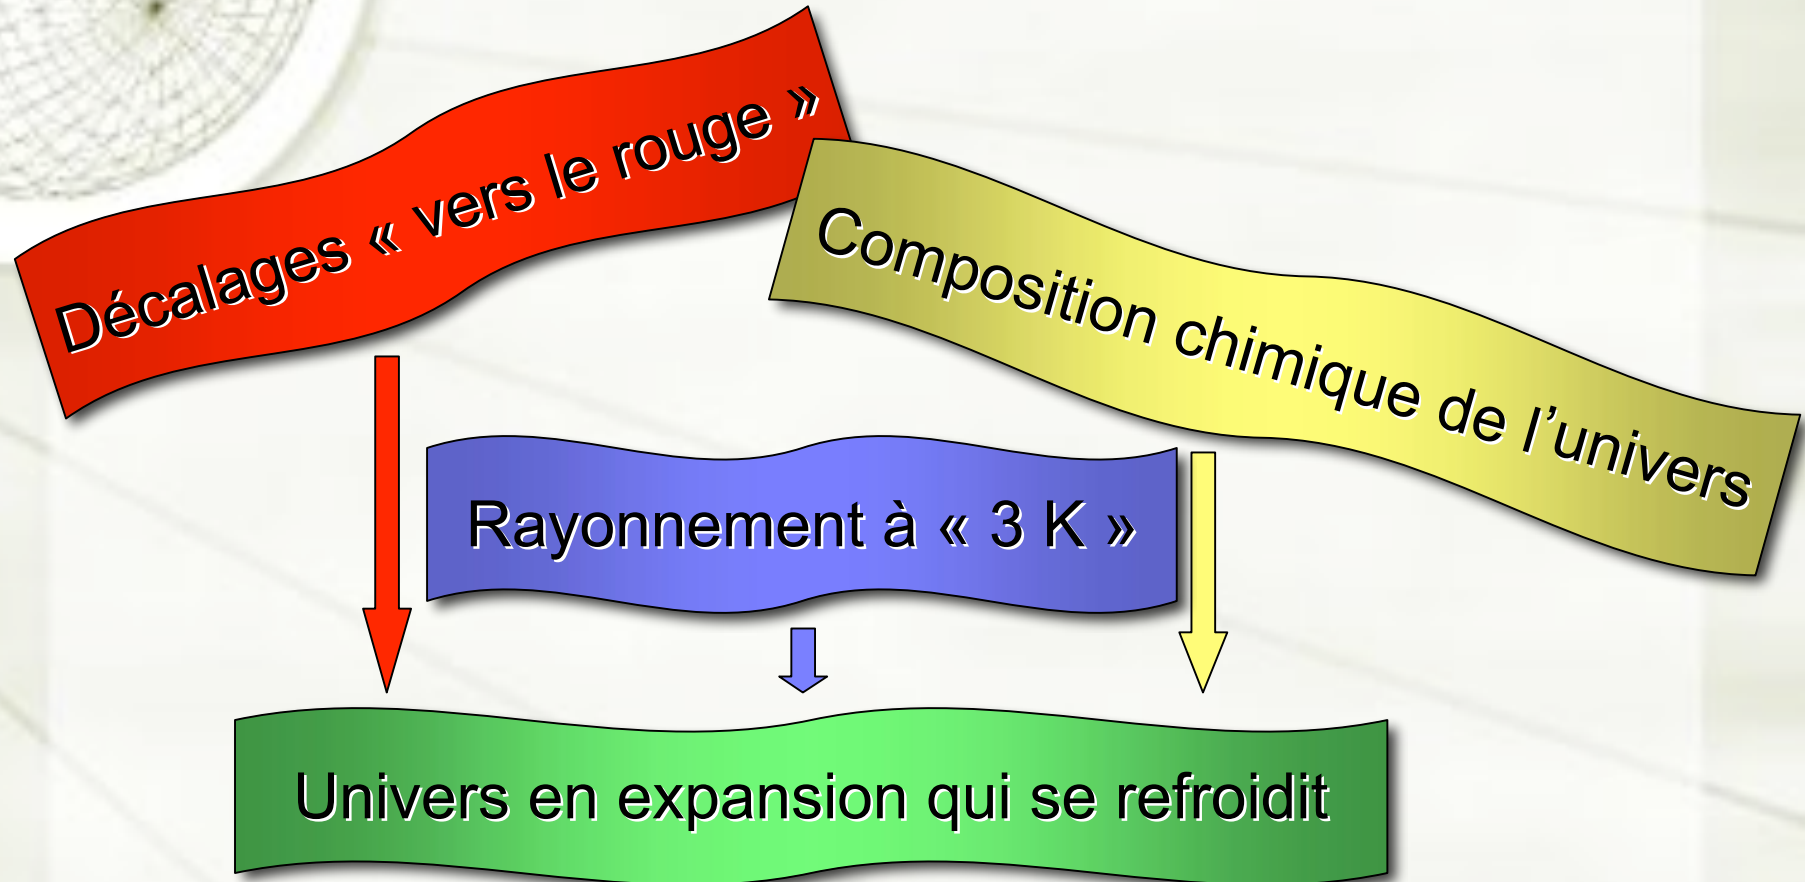 Décalages « vers le rouge »
Composition chimique de l’univers
Rayonnement à « 3 K »
Univers en expansion qui se refroidit